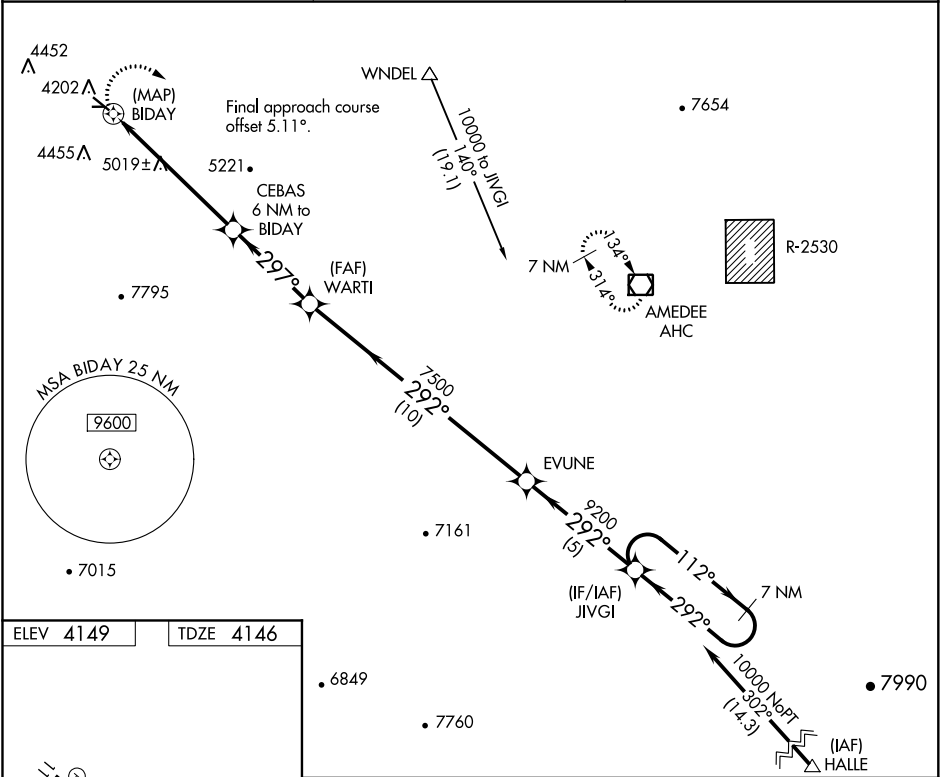 4452
4202
(MAP)
BIDAY
Final approach course
offset 5.11°.
WNDEL
10000 to JIVGI
140°
(19.1)
7654
4455
5019±
5221
CEBAS
6 NM to
BIDAY
297°
(FAF)
WARTI
7 NM
134°
314°
AMEDEE
AHC
R-2530
7795
MSA BIDAY 25 NM
9600
7500
292°
(10)
EVUNE
7161
9200
292°
(5)
(IF/IAF)
JIVGI
112°
292°
7 NM
7015
10000 NoPT
302°
(14.3)
(IAF)
HALLE
7990
ELEV 4149
TDZE 4146
6849
7760